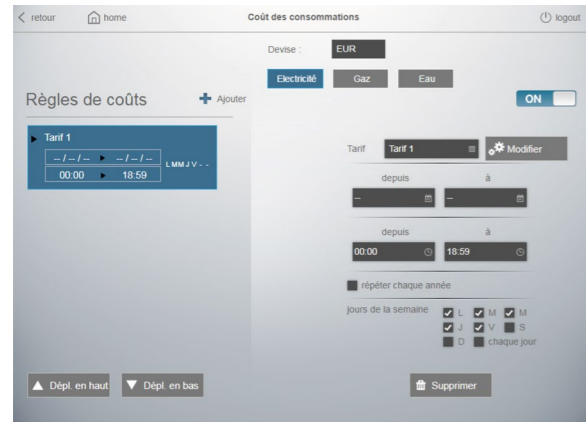 retour home Coût des consommations logout
Devise : EUR
Electricité Gaz Eau
Règles de coûts Ajouter
ON
Tarif 1
-- / -- / -- -- / -- / --
L M M J V - -
00:00 18:59
Tarif Tarif 1 Modifier
depuis à
-- --
depuis à
00:00 18:59
répéter chaque année
jours de la semaine L M M
J V S
D chaque jour
Dépl. en haut Dépl. en bas Supprimer